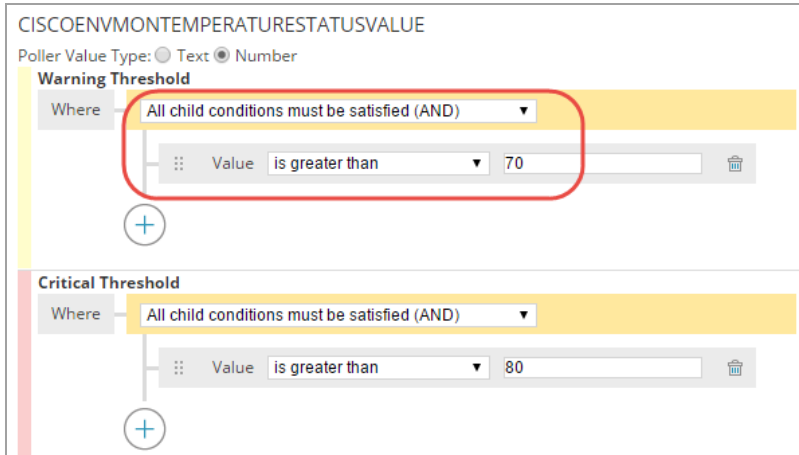 CISCOENVMONTEMPERATURESTATUSVALUE
Poller Value Type: Text Number
Warning Threshold
Where All child conditions must be satisfied (AND)
Value is greater than 70
Critical Threshold
Where All child conditions must be satisfied (AND)
Value is greater than 80